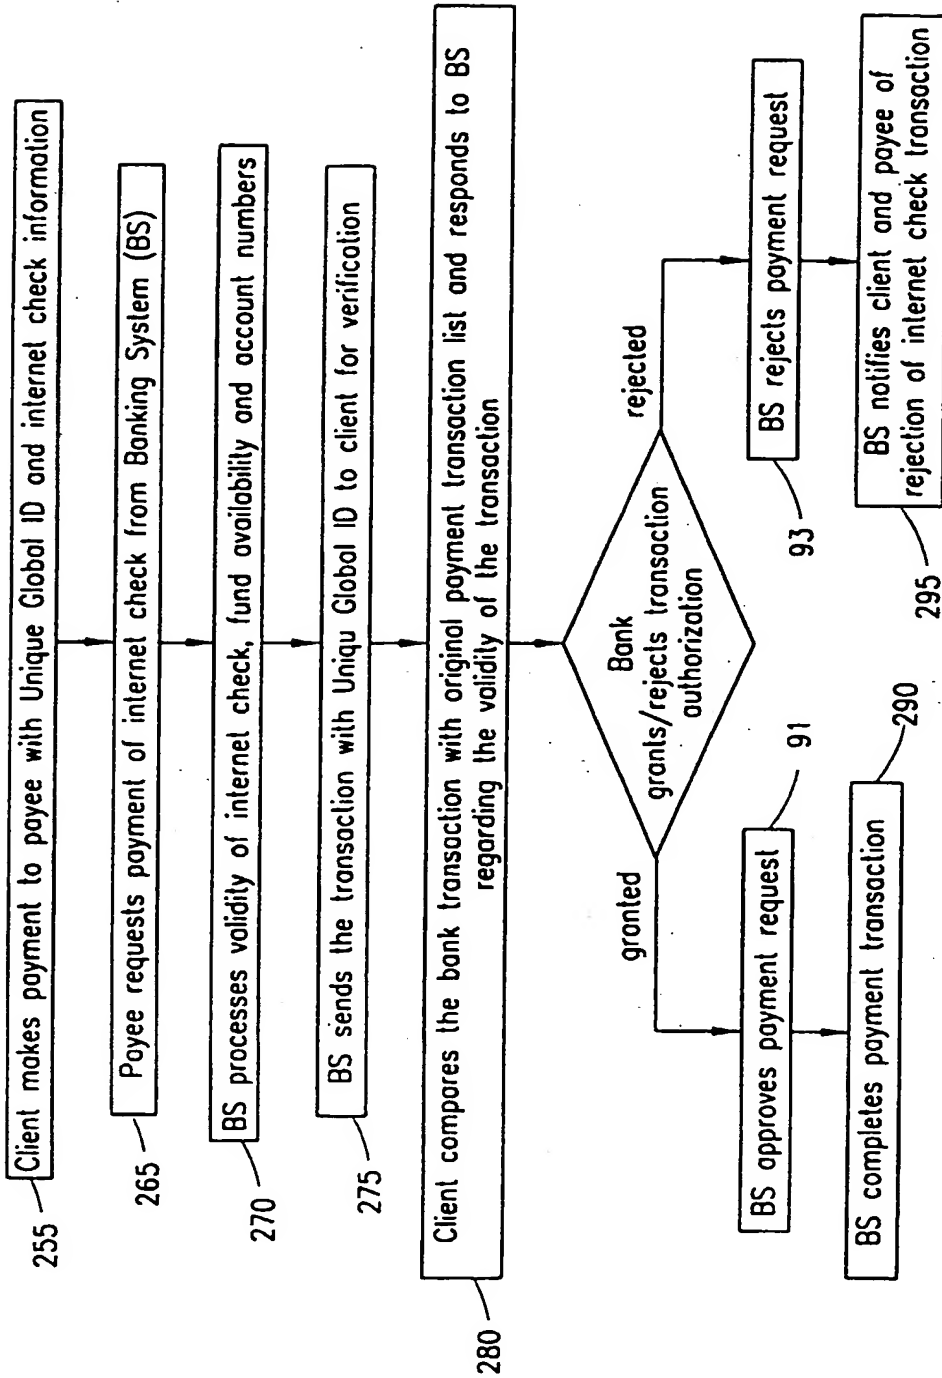 Client makes payment to payee with Unique Global ID and internet check information
255
Payee requests payment of internet check from Banking System (BS)
265
BS processes validity of internet check, fund availability and account numbers
270
BS sends the transaction with Uniqu Global ID to client for verification
275
Client compares the bank transaction with original payment transaction list and responds to BS
regarding the validity of the transaction
280
Bank
grants/rejects transaction
authorization
granted
rejected
BS approves payment request
91
BS rejects payment request
93
BS completes payment transaction
290
BS notifies client and payee of
rejection of internet check transaction
295